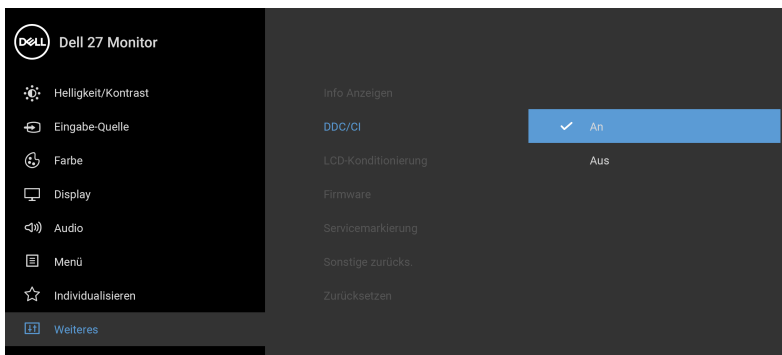 DELL Dell 27 Monitor
Helligkeit/Kontrast
Info Anzeigen
Eingabe-Quelle
DDC/CI
An
Farbe
LCD-Konditionierung
Aus
Display
Firmware
Audio
Servicemarkierung
Menü
Sonstige zurücks.
Individualisieren
Zurücksetzen
Weiteres